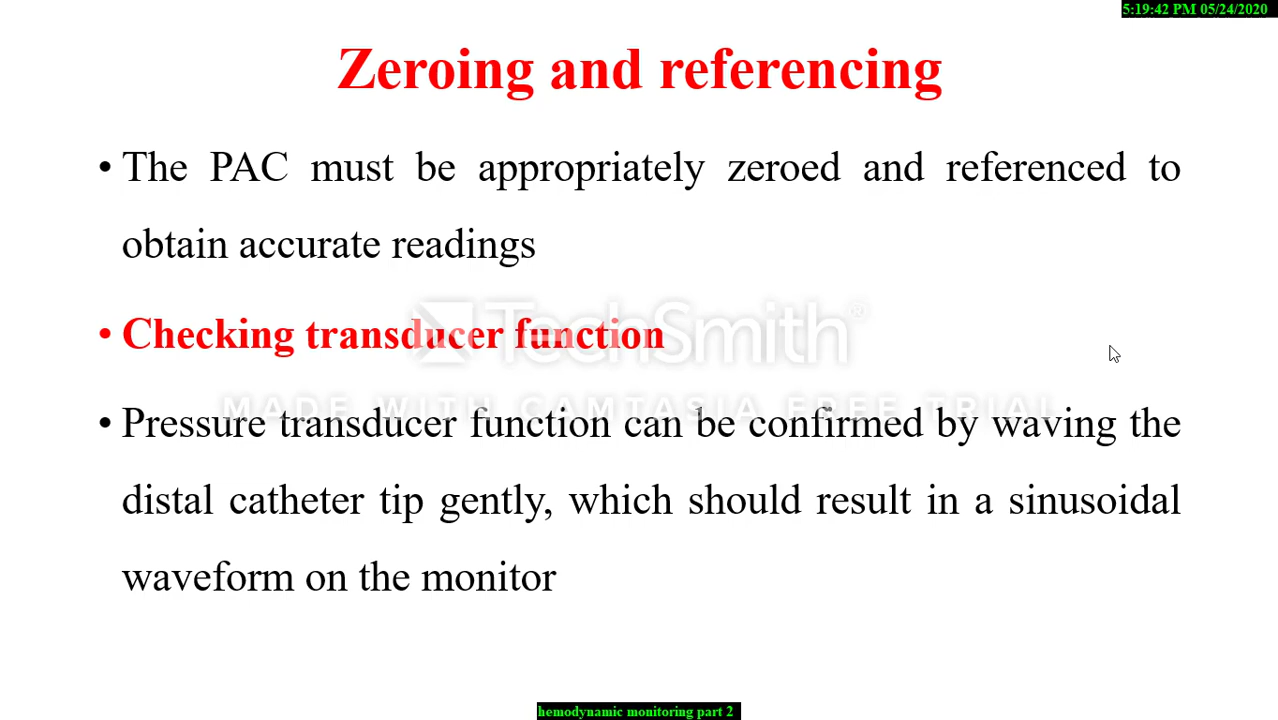 5:19:42 PM 05/24/2020
Zeroing and referencing
• The PAC must be appropriately zeroed and referenced to
obtain accurate readings
• Checking transducer function
TechSmith®
MADE WITH CAMTASIA FREE TRIAL
• Pressure transducer function can be confirmed by waving the
distal catheter tip gently, which should result in a sinusoidal
waveform on the monitor
hemodynamic monitoring part 2